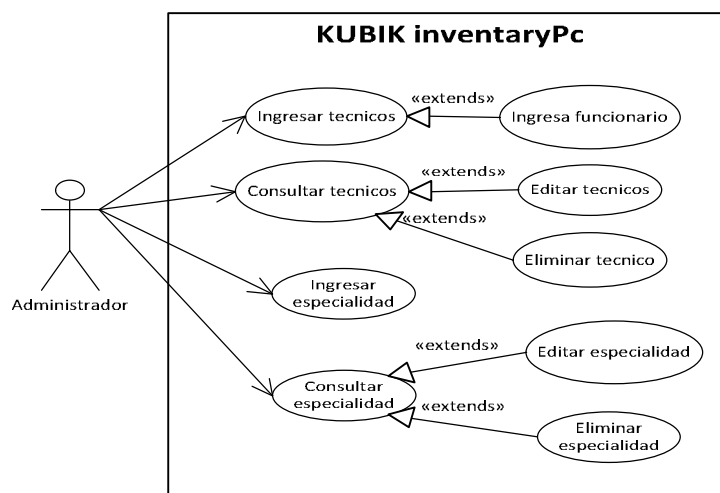 KUBIK inventaryPc
«extends»
Ingresar tecnicos
Ingresa funcionario
«extends»
Consultar tecnicos
Editar tecnicos
«extends»
Eliminar tecnico
Administrador
Ingresar
especialidad
«extends»
Editar especialidad
Consultar
especialidad
«extends»
Eliminar
especialidad